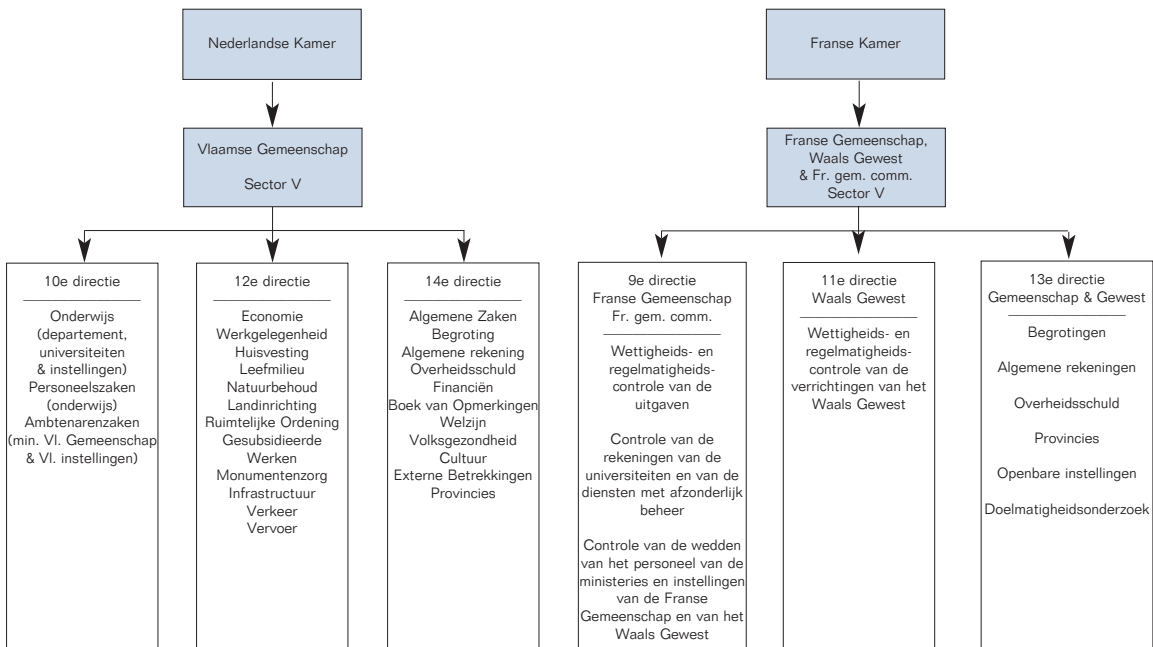 Nederlandse Kamer
Franse Kamer
Vlaamse Gemeenschap
Sector V
Franse Gemeenschap,
Waals Gewest
& Fr. gem. comm.
Sector V
10e directie
Onderwijs
(departement,
universiteiten
& instellingen)
Personeelszaken
(onderwijs)
Ambtenarenzaken
(min. Vl. Gemeenschap
& Vl. instellingen)
12e directie
Economie
Werkgelegenheid
Huisvesting
Leefmilieu
Natuurbehoud
Landinrichting
Ruimtelijke Ordening
Gesubsidieerde
Werken
Monumentenzorg
Infrastructuur
Verkeer
Vervoer
14e directie
Algemene Zaken
Begroting
Algemene rekening
Overheidsschuld
Financiën
Boek van Opmerkingen
Welzijn
Volksgezondheid
Cultuur
Externe Betrekkingen
Provincies
9e directie
Franse Gemeenschap
Fr. gem. comm.
Wettigheids- en
regelmatigheids-
controle van de
uitgaven
Controle van de
rekeningen van de
universiteiten en van de
diensten met afzonderlijk
beheer
Controle van de wedden
van het personeel van de
ministeries en instellingen
van de Franse
Gemeenschap en van het
Waals Gewest
11e directie
Waals Gewest
Wettigheids- en
regelmatigheids-
controle van de
verrichtingen van het
Waals Gewest
13e directie
Gemeenschap & Gewest
Begrotingen
Algemene rekeningen
Overheidsschuld
Provincies
Openbare instellingen
Doelmatigheidsonderzoek